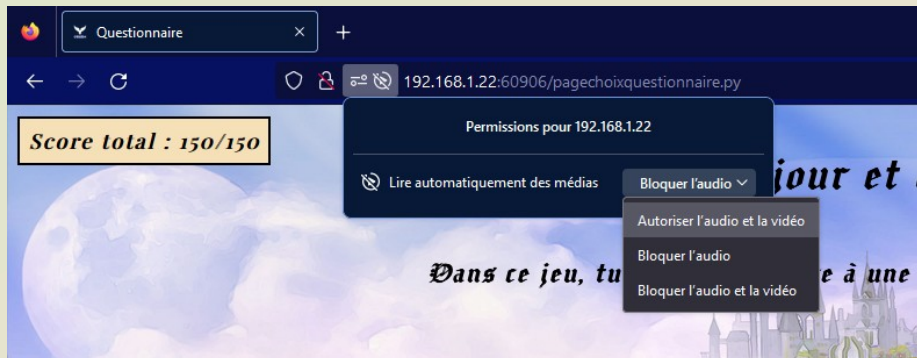 Questionnaire
192.168.1.22:60906/pagechoixquestionnaire.py
Permissions pour 192.168.1.22
Score total : 150/150
Lire automatiquement des médias
Bloquer l'audio
jour et
Autoriser l'audio et la vidéo
Bloquer l'audio
Bloquer l'audio et la vidéo
Dans ce jeu, tu
e à une